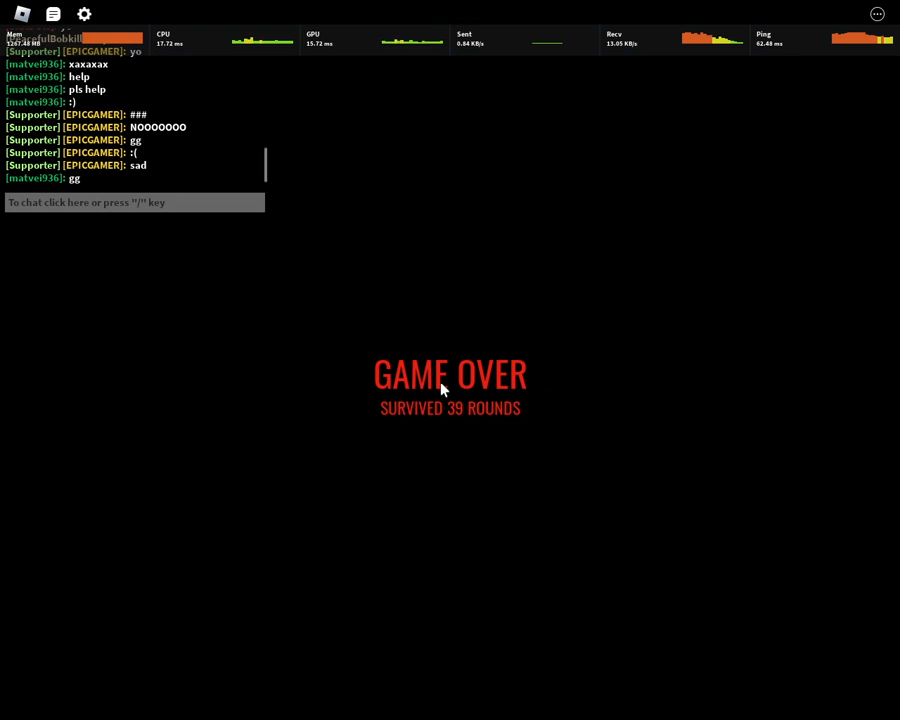 Mem
1267.48 MB
CPU
17.72 ms
GPU
15.72 ms
Sent
0.84 KB/s
Recv
13.05 KB/s
Ping
62.48 ms
[Supporter] [EPICGAMER]: yo
[matvei936]: xaxaxax
[matvei936]: help
[matvei936]: pls help
[matvei936]: :)
[Supporter] [EPICGAMER]: ###
[Supporter] [EPICGAMER]: NOOOOOOO
[Supporter] [EPICGAMER]: gg
[Supporter] [EPICGAMER]: :(
[Supporter] [EPICGAMER]: sad
[matvei936]: gg
To chat click here or press "/" key
GAME OVER
SURVIVED 39 ROUNDS